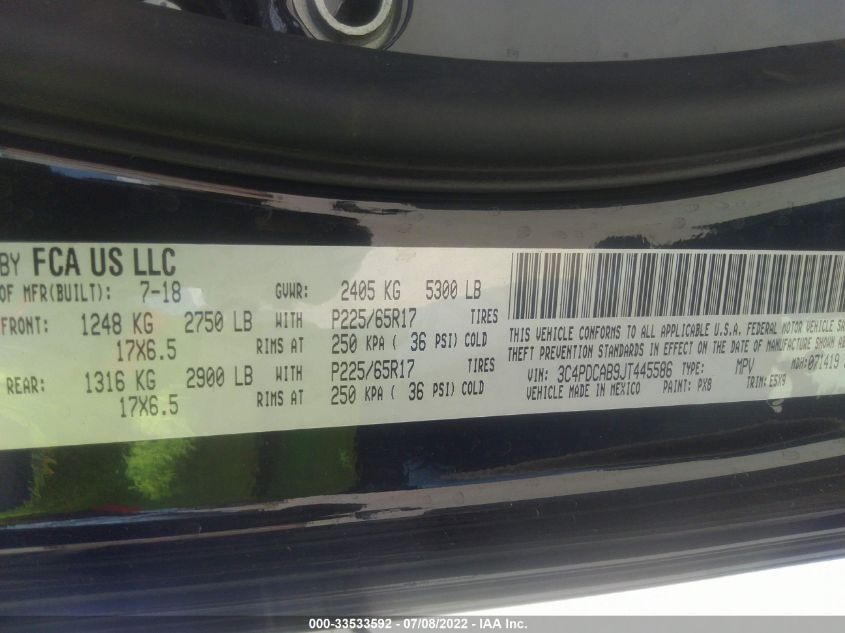 BY FCA US LLC
OF MFR(BUILT): 7-18 GVWR: 2405 KG 5300 LB
FRONT: 1248 KG 2750 LB WITH P225/65R17 TIRES
17X6.5 RIMS AT 250 KPA ( 36 PSI) COLD
REAR: 1316 KG 2900 LB WITH P225/65R17 TIRES
17X6.5 RIMS AT 250 KPA ( 36 PSI) COLD
THIS VEHICLE CONFORMS TO ALL APPLICABLE U.S.A. FEDERAL MOTOR VEHICLE
THEFT PREVENTION STANDARDS IN EFFECT ON THE DATE OF MANUFACTURE SHOWN
VIN: 3C4PDCAB9JT445586 TYPE: MPV MDH: 071419
VEHICLE MADE IN MEXICO PAINT: PX8 TRIM:
000-33533592 - 07/08/2022 - IAA Inc.